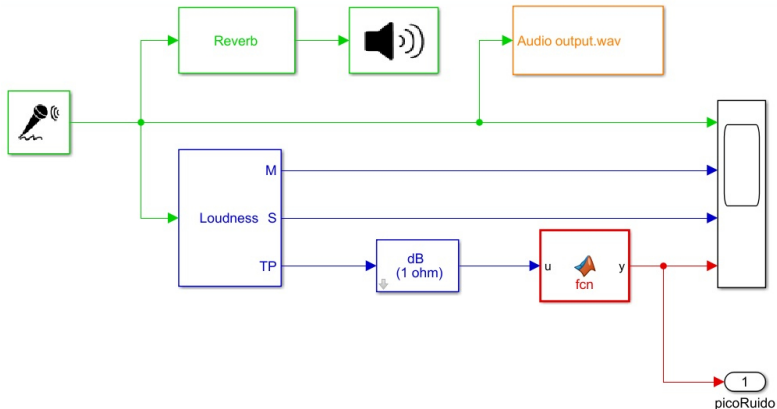 Reverb
Audio output.wav
M
Loudness
S
TP
dB
(1 ohm)
u
y
fcn
1
picoRuido